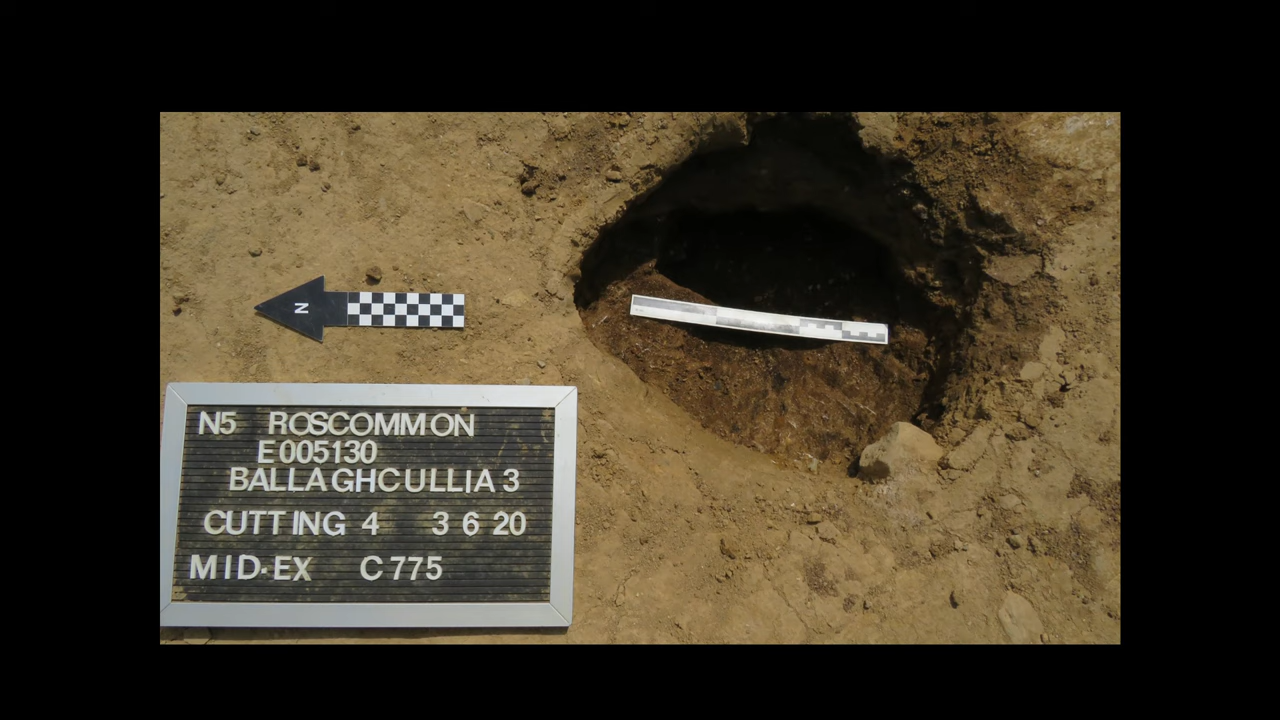 N
N5 ROSCOMMON
E005130
BALLAGHCULLIA 3
CUTTING 4 3 6 20
MID-EX C775